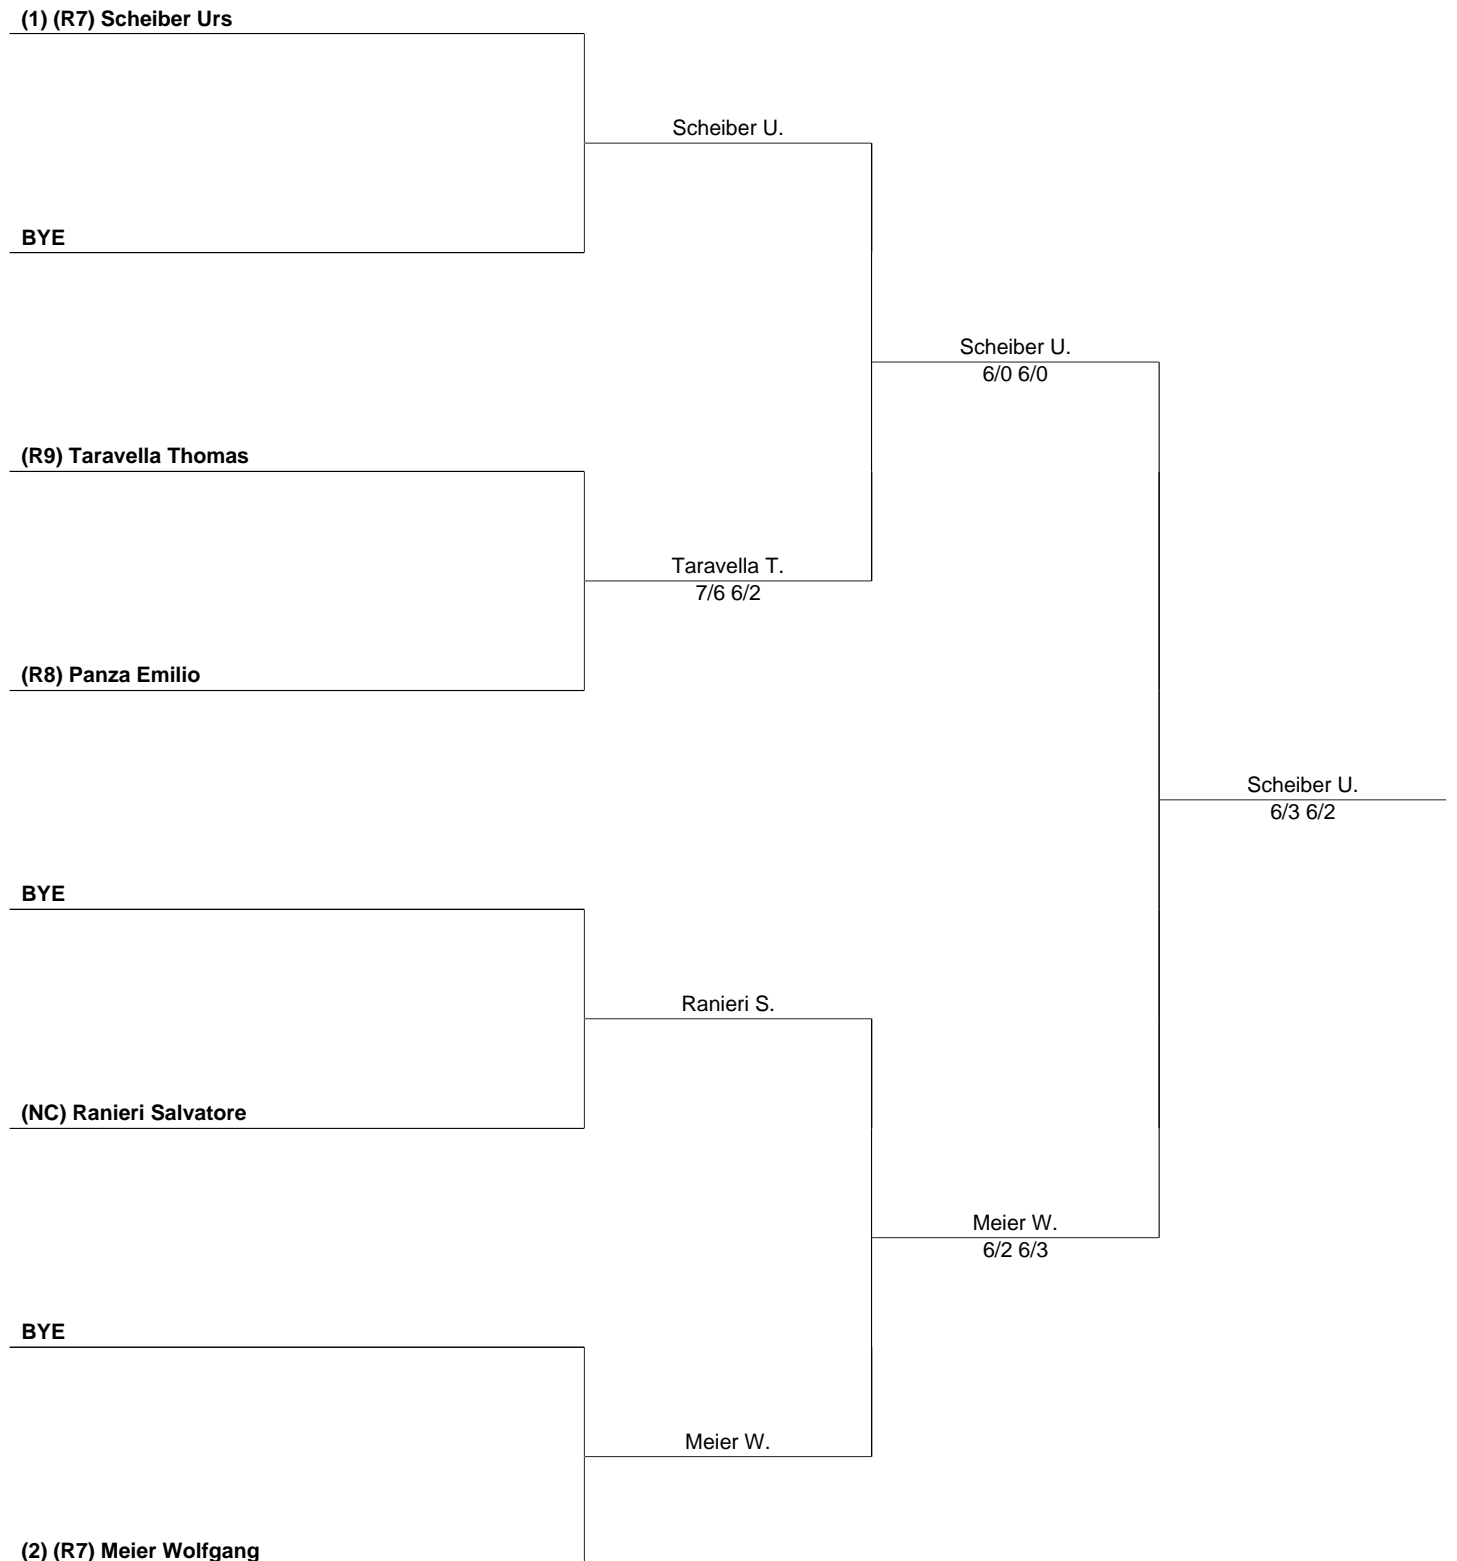 (1) (R7) Scheiber Urs
Scheiber U.
BYE
Scheiber U.
6/0 6/0
(R9) Taravella Thomas
Taravella T.
7/6 6/2
(R8) Panza Emilio
Scheiber U.
6/3 6/2
BYE
Ranieri S.
(NC) Ranieri Salvatore
Meier W.
6/2 6/3
BYE
Meier W.
(2) (R7) Meier Wolfgang